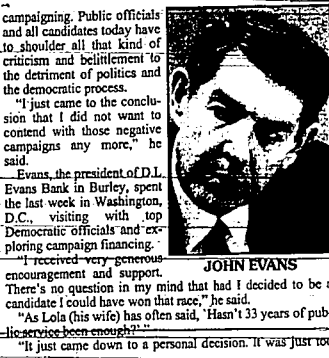 campaigning. Public officials
and all candidates today have
to shoulder all that kind of
criticism and belittlement to
the detriment of politics and
the democratic process.
"I just came to the conclu-
sion that I did not want to
contend with those negative
campaigns any more," he
said.
Evans, the president of D.L.
Evans Bank in Burley, spent
the last week in Washington,
D.C., visiting with top
Democratic officials and ex-
ploring campaign financing.
"I received very generous
encouragement and support.
JOHN EVANS
There's no question in my mind that had I decided to be a
candidate I could have won that race," he said.
"As Lola (his wife) has often said, 'Hasn't 33 years of pub-
lic service been enough?'"
"It just came down to a personal decision. It was just too